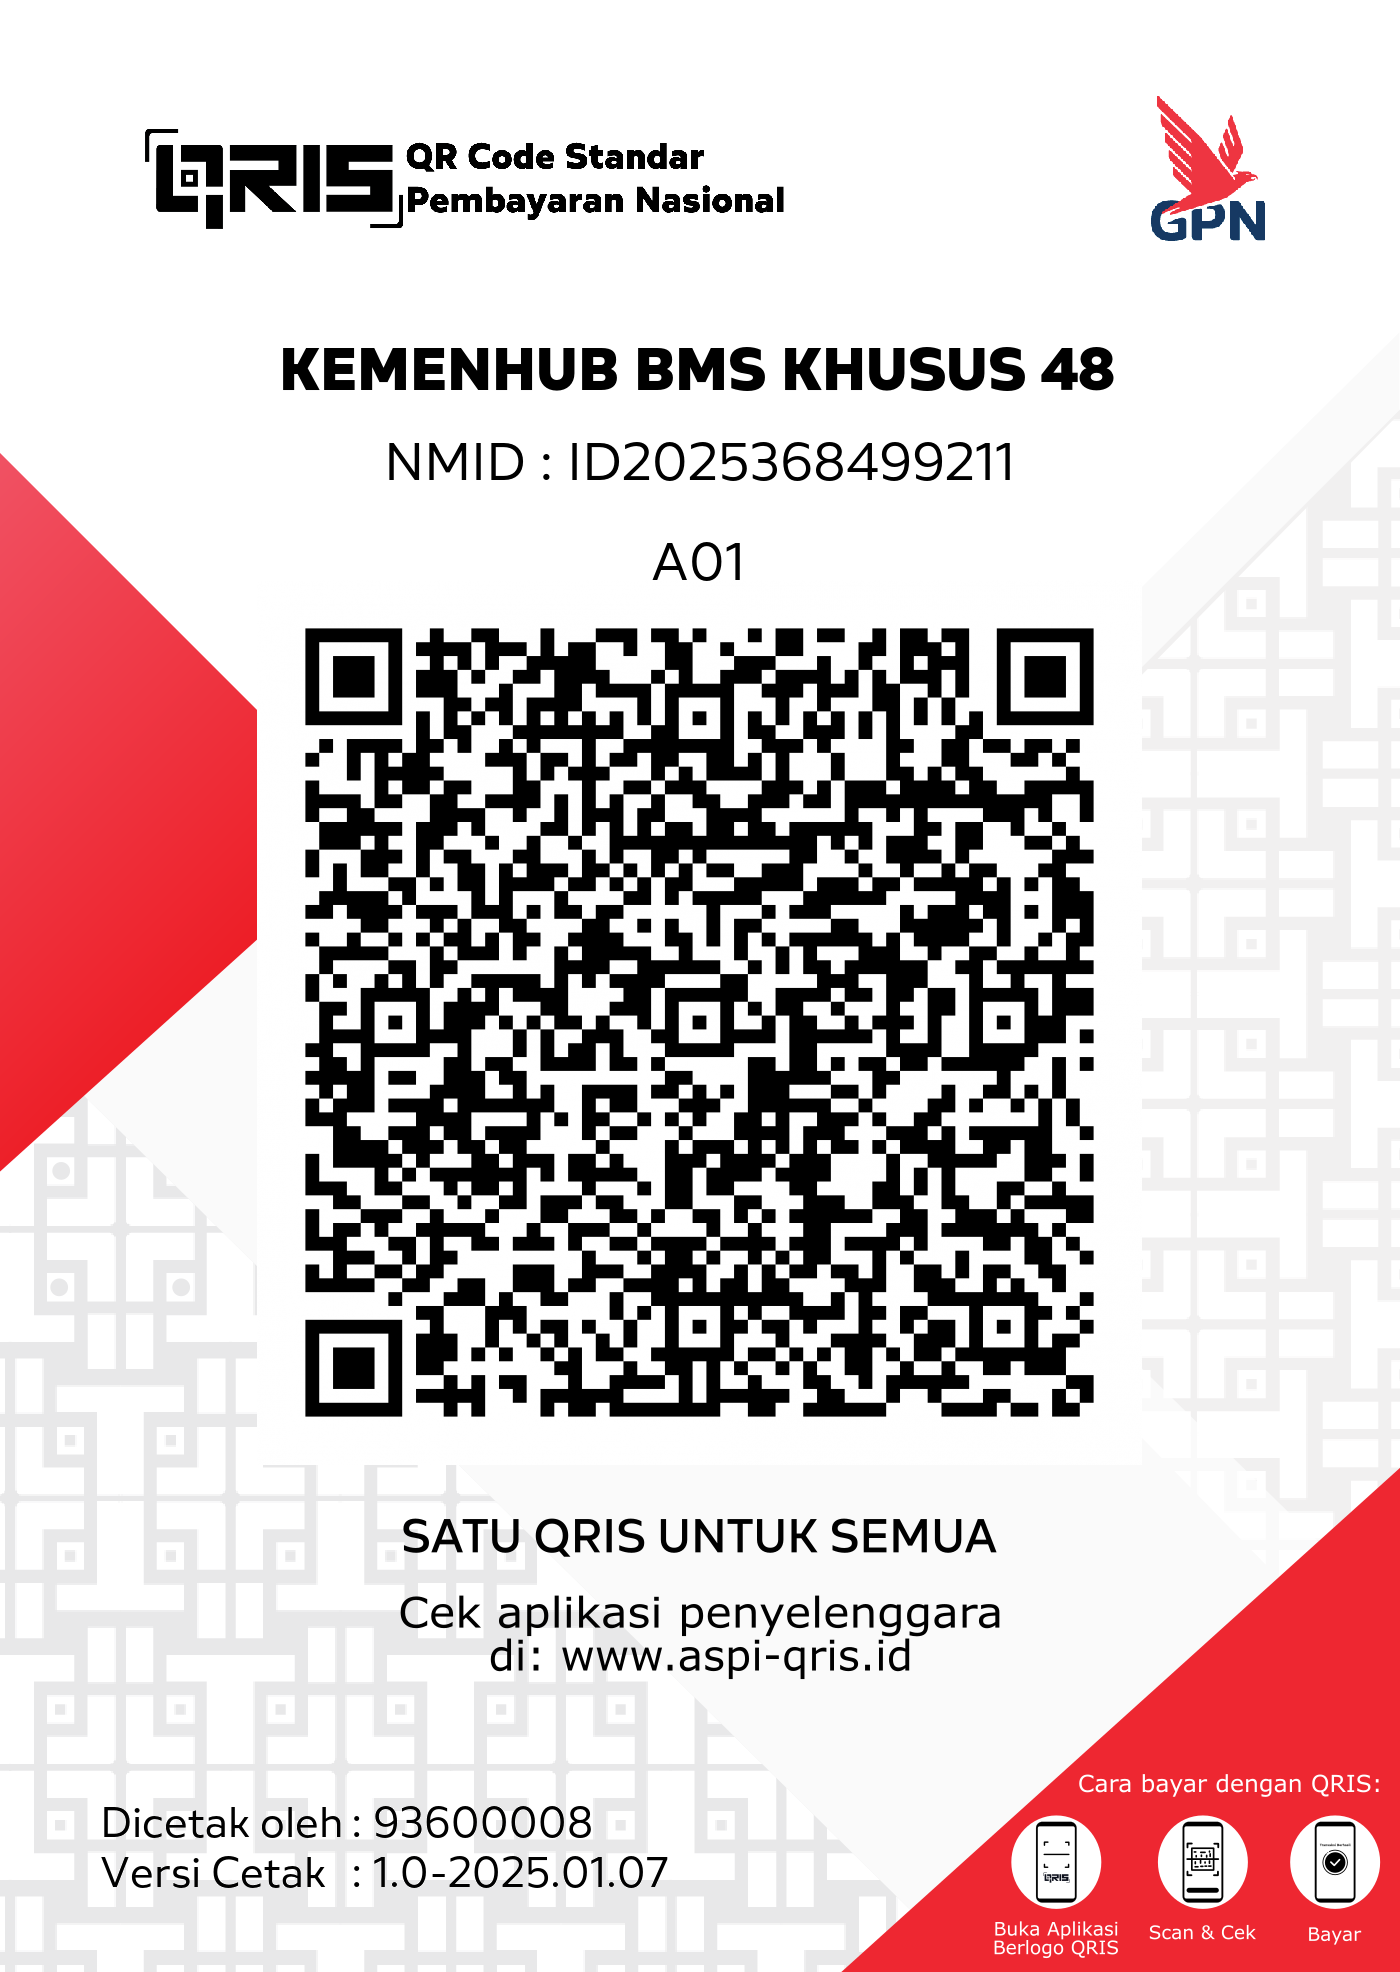 QRIS QR Code Standar
Pembayaran Nasional
GPN
KEMENHUB BMS KHUSUS 48
NMID : ID2025368499211
A01
SATU QRIS UNTUK SEMUA
Cek aplikasi penyelenggara
di: www.aspi-qris.id
Dicetak oleh : 93600008
Versi Cetak : 1.0-2025.01.07
Cara bayar dengan QRIS:
QRIS
Buka Aplikasi
Berlogo QRIS
Scan & Cek
Bayar